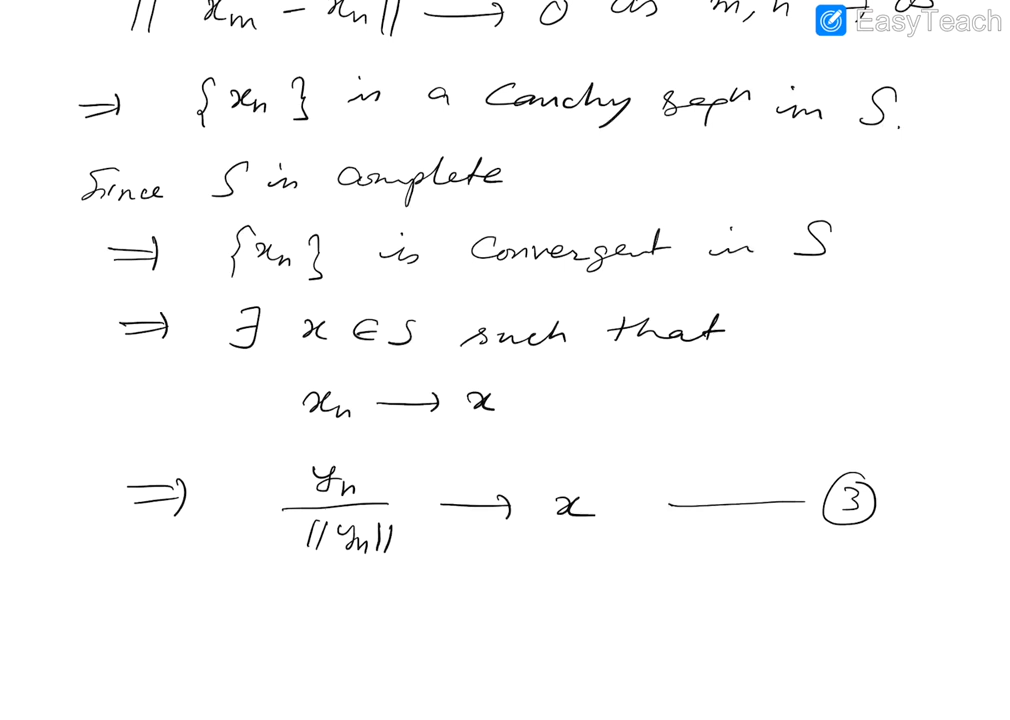 || xₘ - xₙ || → 0 as m, n → ∞
EasyTeach
⇒ {xₙ} is a Cauchy seqⁿ in S.
Since S is complete
⇒ {xₙ} is convergent in S
⇒ ∃ x ∈ S such that
xₙ → x
⇒ yₙ / ||yₙ|| → x —— ③